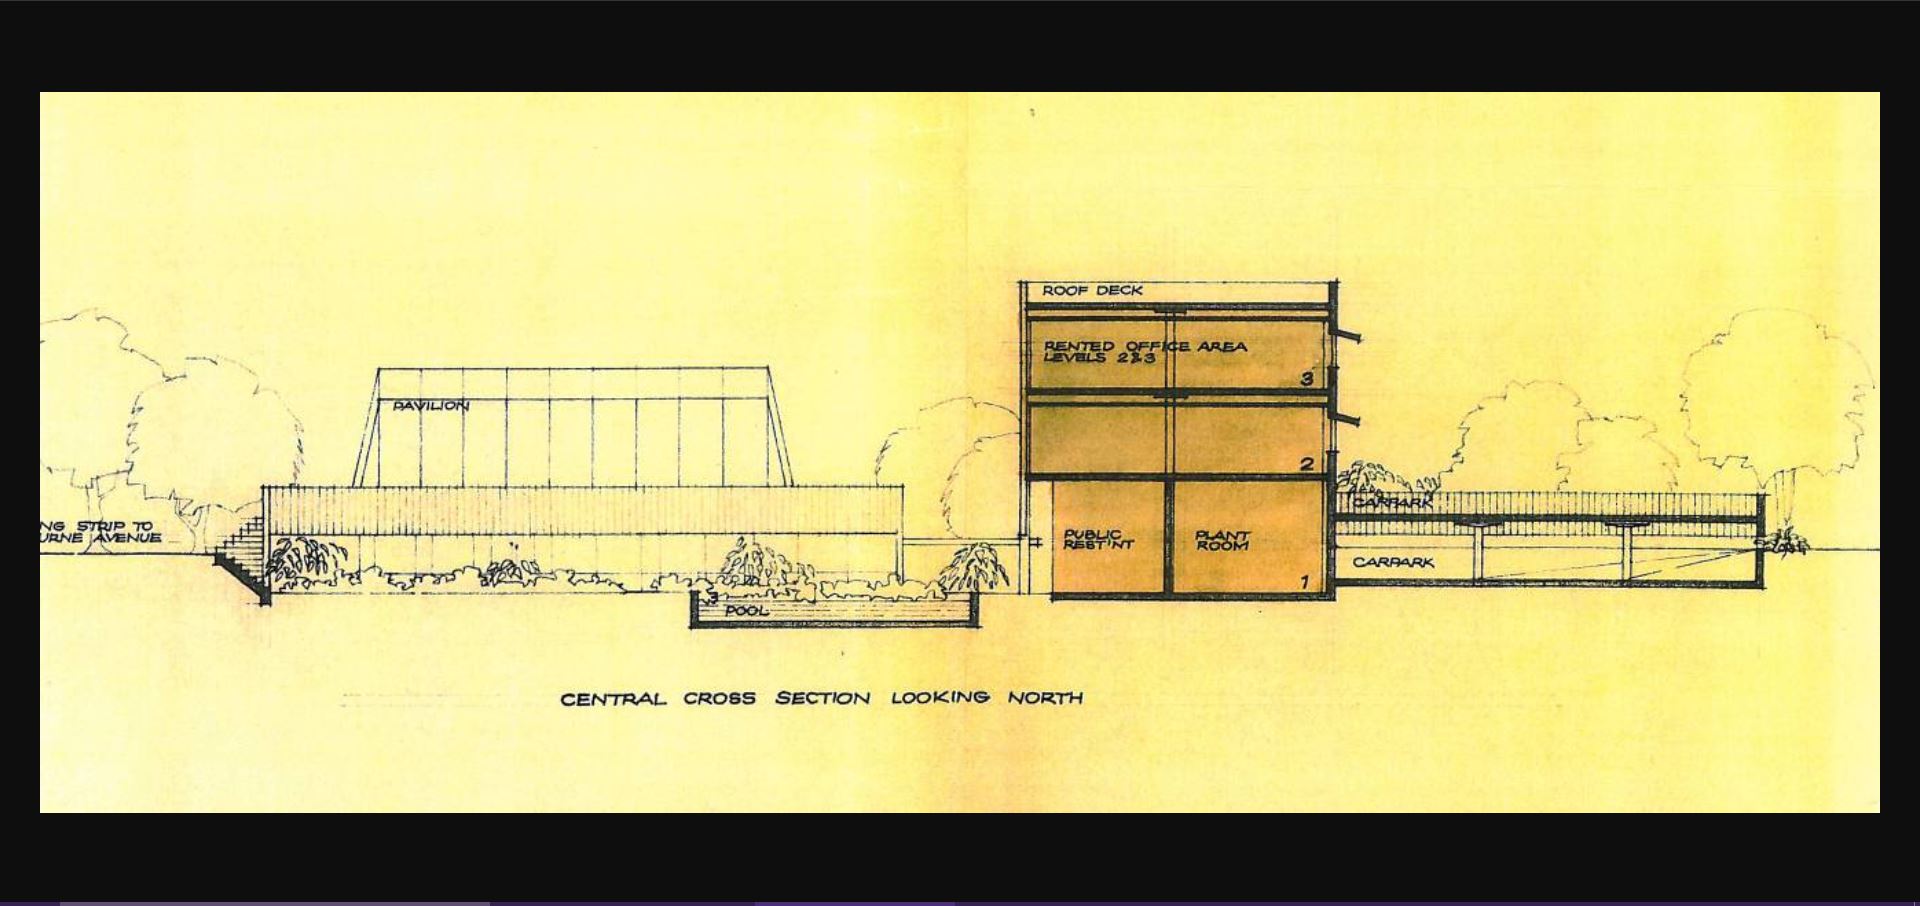 ROOF DECK
RENTED OFFICE AREA
LEVELS 2&3
3
PAVILION
2
CARPARK
NG STRIP TO
URNE AVENUE
PUBLIC
REST'NT
PLANT
ROOM
CARPARK
1
POOL
CENTRAL CROSS SECTION LOOKING NORTH